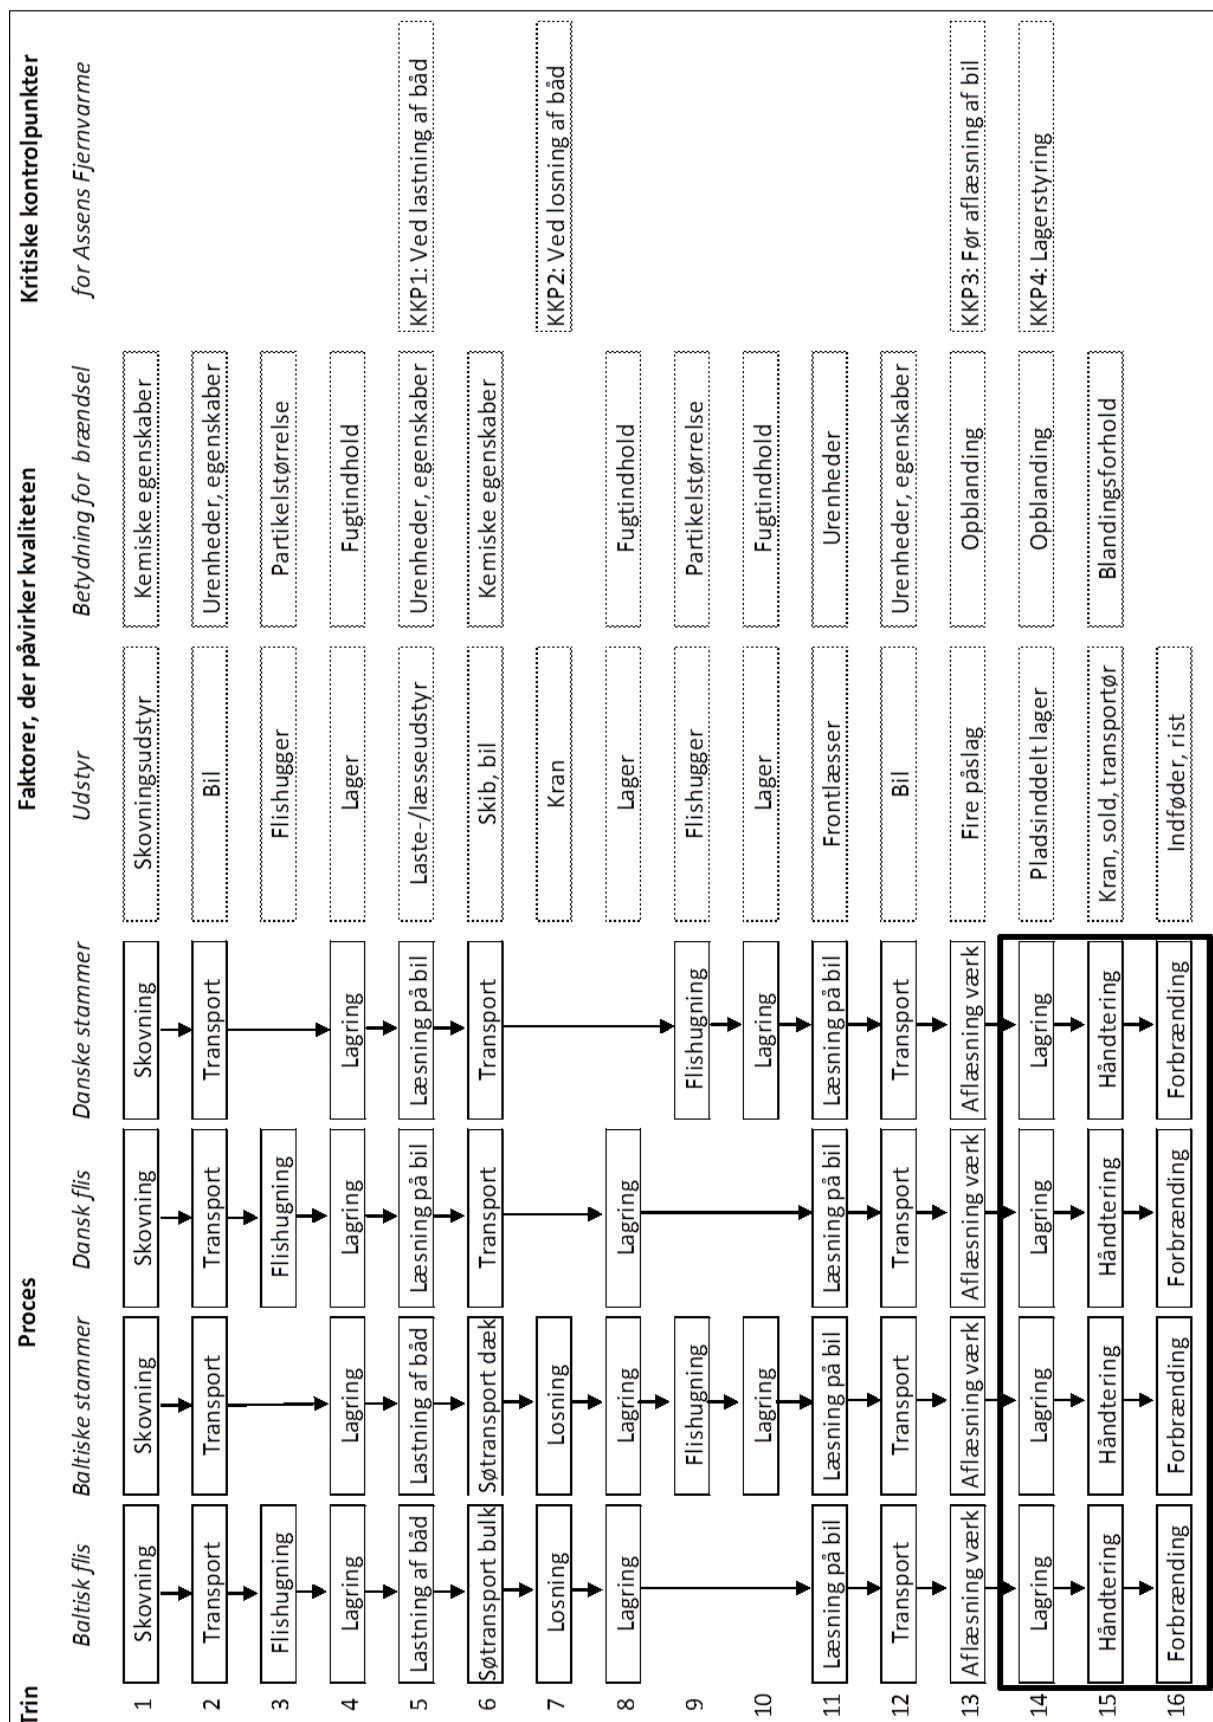 Trin Proces Faktorer, der påvirker kvaliteten Kritiske kontrolpunkter
Baltisk flis Baltiske stammer Dansk flis Danske stammer Udstyr Betydning for brændsel for Assens Fjernvarme
1 Skovning Skovning Skovning Skovning Skovningsudstyr Kemiske egenskaber
2 Transport Transport Transport Transport Bil Urenheder, egenskaber
3 Flishugning Flishugning Flishugger Partikelstørrelse
4 Lagring Lagring Lagring Lagring Lager Fugtindhold
5 Lastning af båd Lastning af båd Læsning på bil Læsning på bil Laste-/læsseudstyr Urenheder, egenskaber KKP1: Ved lastning af båd
6 Søtransport bulk Søtransport dæk Transport Transport Skib, bil Kemiske egenskaber
7 Losning Losning Kran KKP2: Ved losning af båd
8 Lagring Lagring Lagring Lager Fugtindhold
9 Flishugning Flishugning Flishugger Partikelstørrelse
10 Lagring Lagring Lager Fugtindhold
11 Læsning på bil Læsning på bil Læsning på bil Læsning på bil Frontlæsser Urenheder
12 Transport Transport Transport Transport Bil Urenheder, egenskaber
13 Aflæsning værk Aflæsning værk Aflæsning værk Aflæsning værk Fire påslag Opblanding KKP3: Før aflæsning af bil
14 Lagring Lagring Lagring Lagring Pladsinddelt lager Opblanding KKP4: Lagerstyring
15 Håndtering Håndtering Håndtering Håndtering Kran, sold, transportør Blandingsforhold
16 Forbrænding Forbrænding Forbrænding Forbrænding Indføder, rist